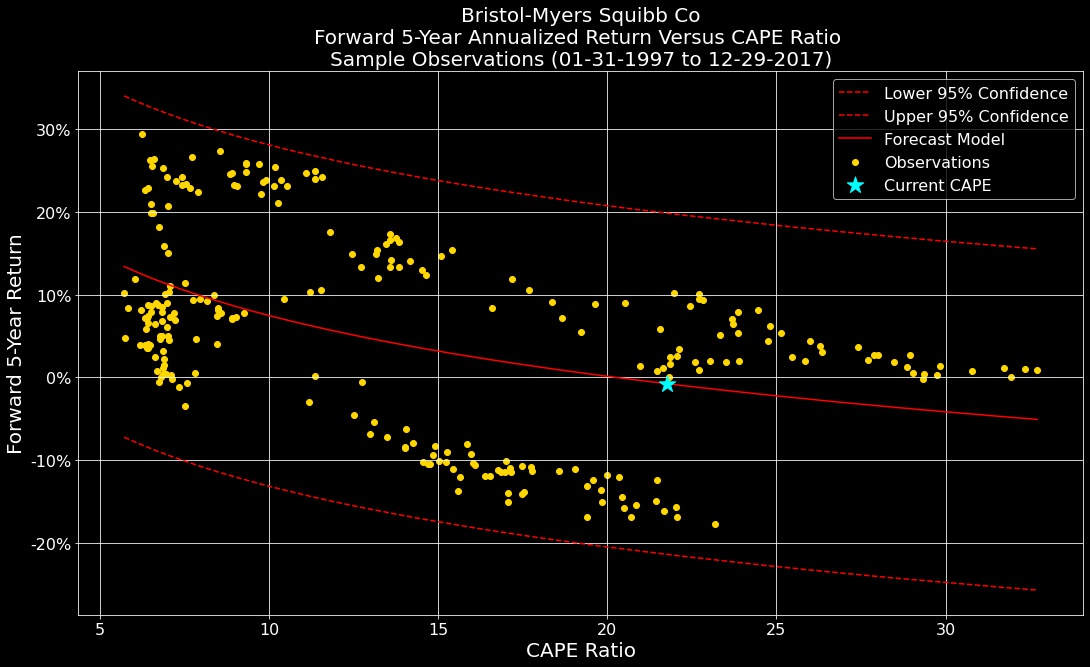 Bristol-Myers Squibb Co
Forward 5-Year Annualized Return Versus CAPE Ratio
Sample Observations (01-31-1997 to 12-29-2017)
Lower 95% Confidence
Upper 95% Confidence
Forecast Model
Observations
Current CAPE
Forward 5-Year Return
30%
20%
10%
0%
-10%
-20%
5
10
15
20
25
30
CAPE Ratio